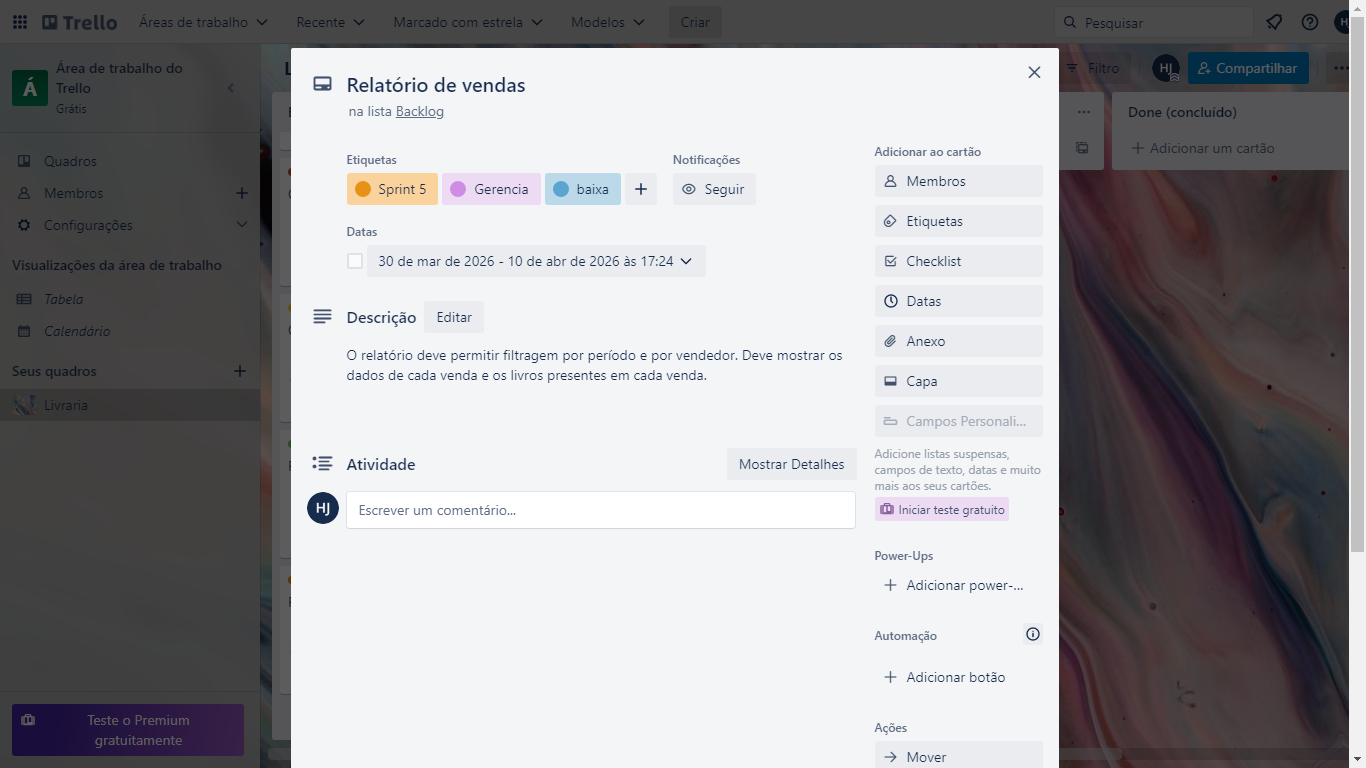 Trello
Áreas de trabalho
Recente
Marcado com estrela
Modelos
Criar
Pesquisar
Á
Área de trabalho do
Trello
Grátis
Quadros
Membros
Configurações
Visualizações da área de trabalho
Tabela
Calendário
Seus quadros
Livraria
Teste o Premium
gratuitamente
Filtro
HJ
Compartilhar
Done (concluído)
Adicionar um cartão
Relatório de vendas
na lista Backlog
Etiquetas
Sprint 5
Gerencia
baixa
Notificações
Seguir
Datas
30 de mar de 2026 - 10 de abr de 2026 às 17:24
Descrição
Editar
O relatório deve permitir filtragem por período e por vendedor. Deve mostrar os
dados de cada venda e os livros presentes em cada venda.
Atividade
Mostrar Detalhes
HJ
Escrever um comentário...
Adicionar ao cartão
Membros
Etiquetas
Checklist
Datas
Anexo
Capa
Campos Personali...
Adicione listas suspensas,
campos de texto, datas e muito
mais aos seus cartões.
Iniciar teste gratuito
Power-Ups
Adicionar power-...
Automação
Adicionar botão
Ações
Mover